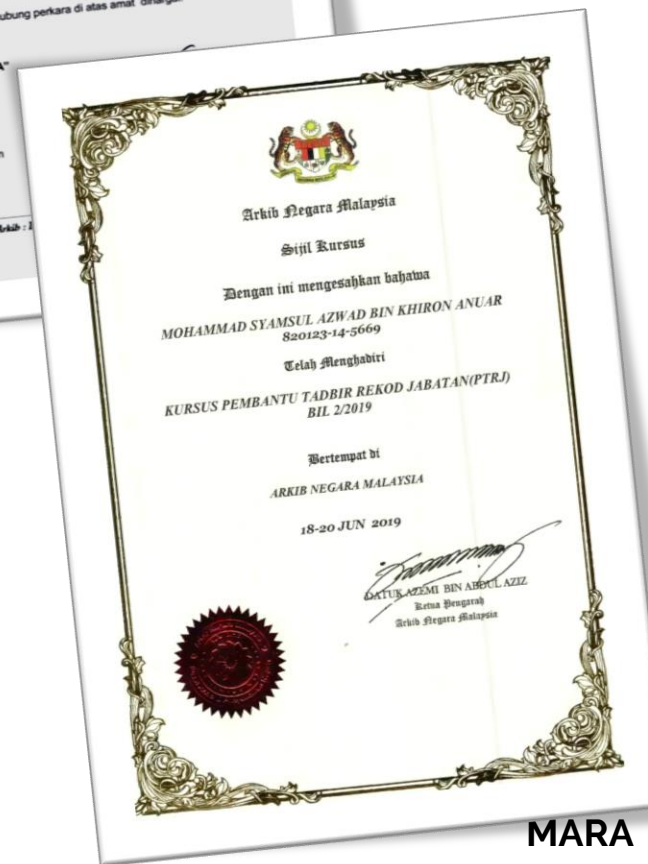 ubung perkara di atas amat dihargai
A"
n
Arkib Negara Malaysia
Sijil Kursus
Dengan ini mengesahkan bahawa
MOHAMMAD SYAMSUL AZWAD BIN KHIRON ANUAR
820123-14-5669
Telah Menghadiri
KURSUS PEMBANTU TADBIR REKOD JABATAN(PTRJ)
BIL 2/2019
Bertempat di
ARKIB NEGARA MALAYSIA
18-20 JUN 2019
DATUK AZEMI BIN ABDUL AZIZ
Ketua Pengarah
Arkib Negara Malaysia
MARA